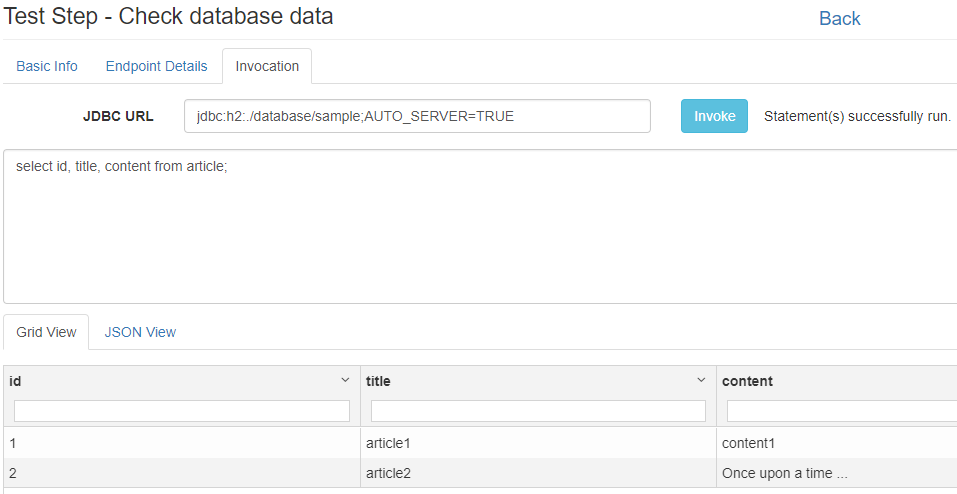 Test Step - Check database data Back
Basic Info Endpoint Details Invocation
JDBC URL jdbc:h2:./database/sample;AUTO_SERVER=TRUE Invoke Statement(s) successfully run.
select id, title, content from article;
Grid View JSON View
id title content
1 article1 content1
2 article2 Once upon a time ...